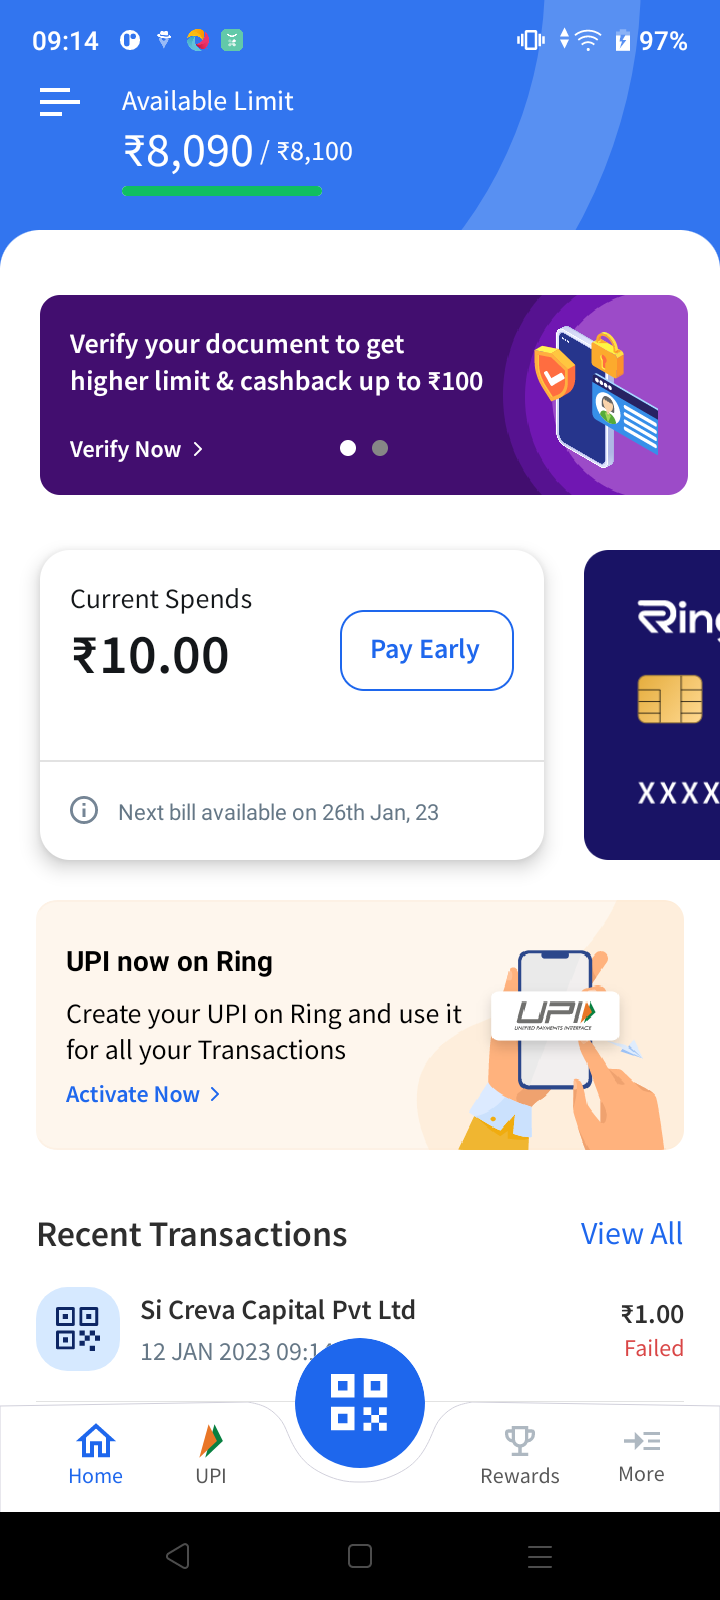 09:14
97%
Available Limit
₹8,090 / ₹8,100
Verify your document to get
higher limit & cashback up to ₹100
Verify Now
Current Spends
₹10.00
Pay Early
Next bill available on 26th Jan, 23
Ring
XXXX
UPI now on Ring
Create your UPI on Ring and use it
for all your Transactions
Activate Now
UPI
UNIFIED PAYMENTS INTERFACE
Recent Transactions
View All
Si Creva Capital Pvt Ltd
₹1.00
12 JAN 2023 09:14
Failed
Home
UPI
Rewards
More